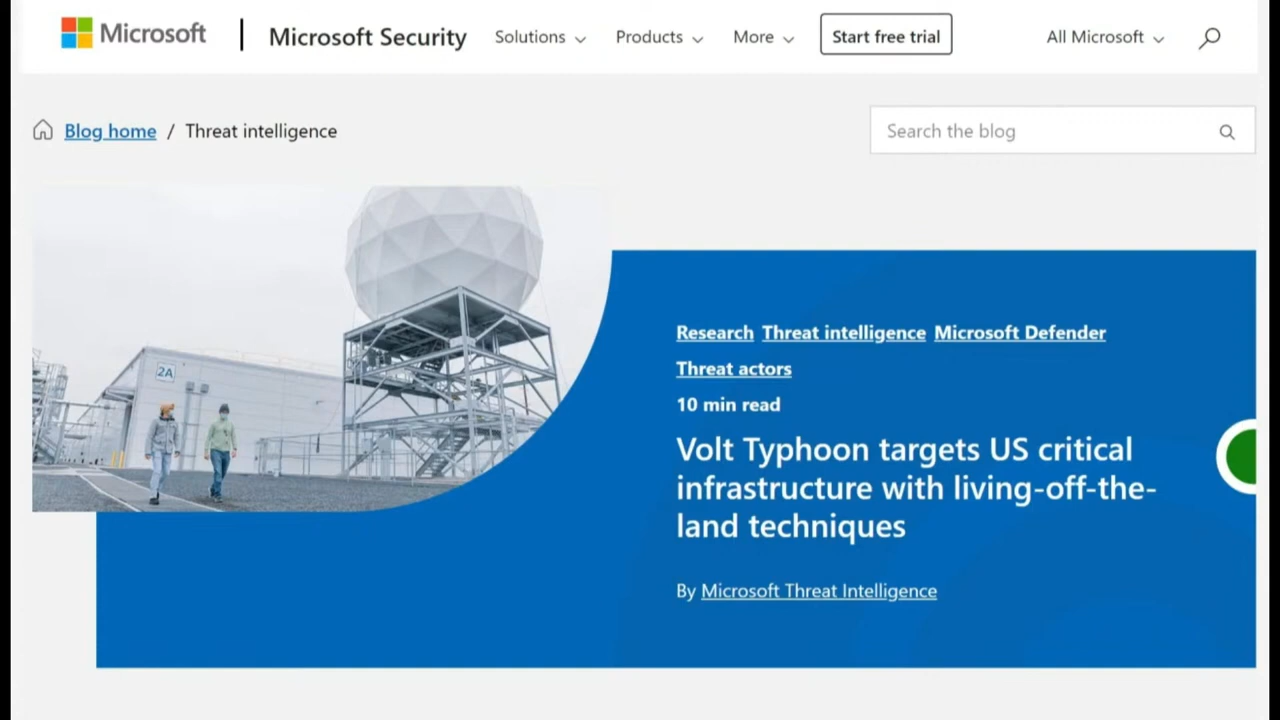 Microsoft
Microsoft Security
Solutions
Products
More
Start free trial
All Microsoft
Blog home / Threat intelligence
Search the blog
2A
Research Threat intelligence Microsoft Defender
Threat actors
10 min read
Volt Typhoon targets US critical
infrastructure with living-off-the-
land techniques
By Microsoft Threat Intelligence